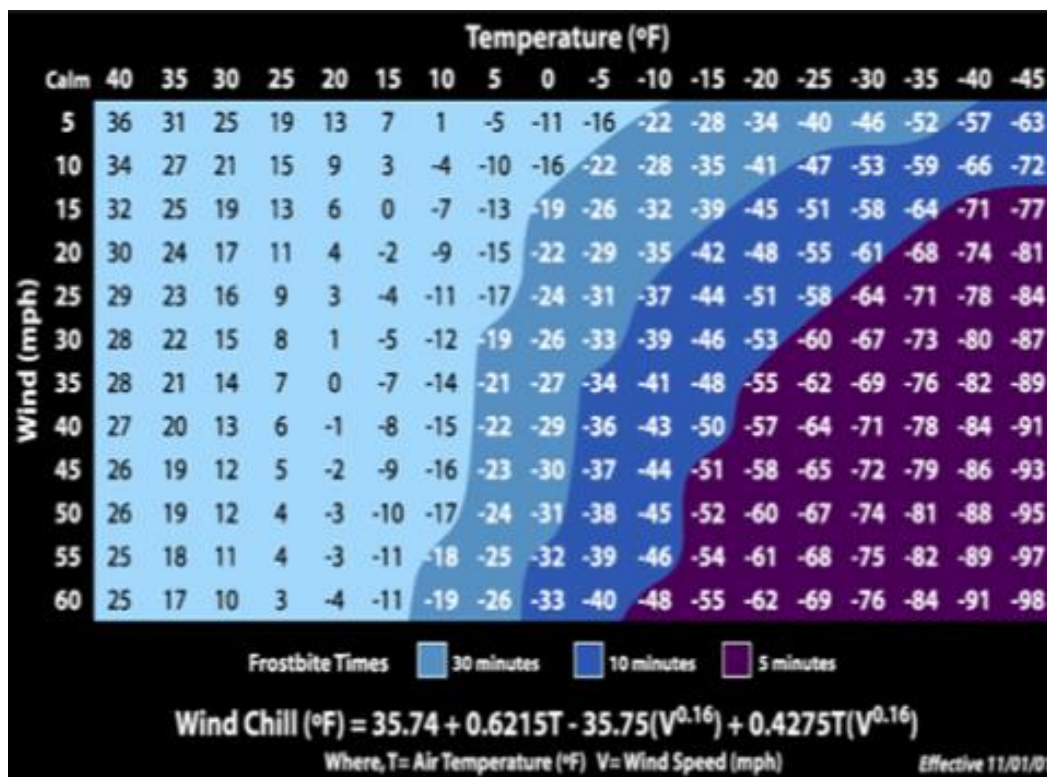 Temperature (ºF)
Calm 40 35 30 25 20 15 10 5 0 -5 -10 -15 -20 -25 -30 -35 -40 -45
5 36 31 25 19 13 7 1 -5 -11 -16 -22 -28 -34 -40 -46 -52 -57 -63
10 34 27 21 15 9 3 -4 -10 -16 -22 -28 -35 -41 -47 -53 -59 -66 -72
15 32 25 19 13 6 0 -7 -13 -19 -26 -32 -39 -45 -51 -58 -64 -71 -77
20 30 24 17 11 4 -2 -9 -15 -22 -29 -35 -42 -48 -55 -61 -68 -74 -81
25 29 23 16 9 3 -4 -11 -17 -24 -31 -37 -44 -51 -58 -64 -71 -78 -84
30 28 22 15 8 1 -5 -12 -19 -26 -33 -39 -46 -53 -60 -67 -73 -80 -87
35 28 21 14 7 0 -7 -14 -21 -27 -34 -41 -48 -55 -62 -69 -76 -82 -89
40 27 20 13 6 -1 -8 -15 -22 -29 -36 -43 -50 -57 -64 -71 -78 -84 -91
45 26 19 12 5 -2 -9 -16 -23 -30 -37 -44 -51 -58 -65 -72 -79 -86 -93
50 26 19 12 4 -3 -10 -17 -24 -31 -38 -45 -52 -60 -67 -74 -81 -88 -95
55 25 18 11 4 -3 -11 -18 -25 -32 -39 -46 -54 -61 -68 -75 -82 -89 -97
60 25 17 10 3 -4 -11 -19 -26 -33 -40 -48 -55 -62 -69 -76 -84 -91 -98
Wind (mph)
Frostbite Times 30 minutes 10 minutes 5 minutes
Wind Chill (ºF) = 35.74 + 0.6215T - 35.75(V^0.16) + 0.4275T(V^0.16)
Where, T= Air Temperature (ºF) V= Wind Speed (mph)
Effective 11/01/0